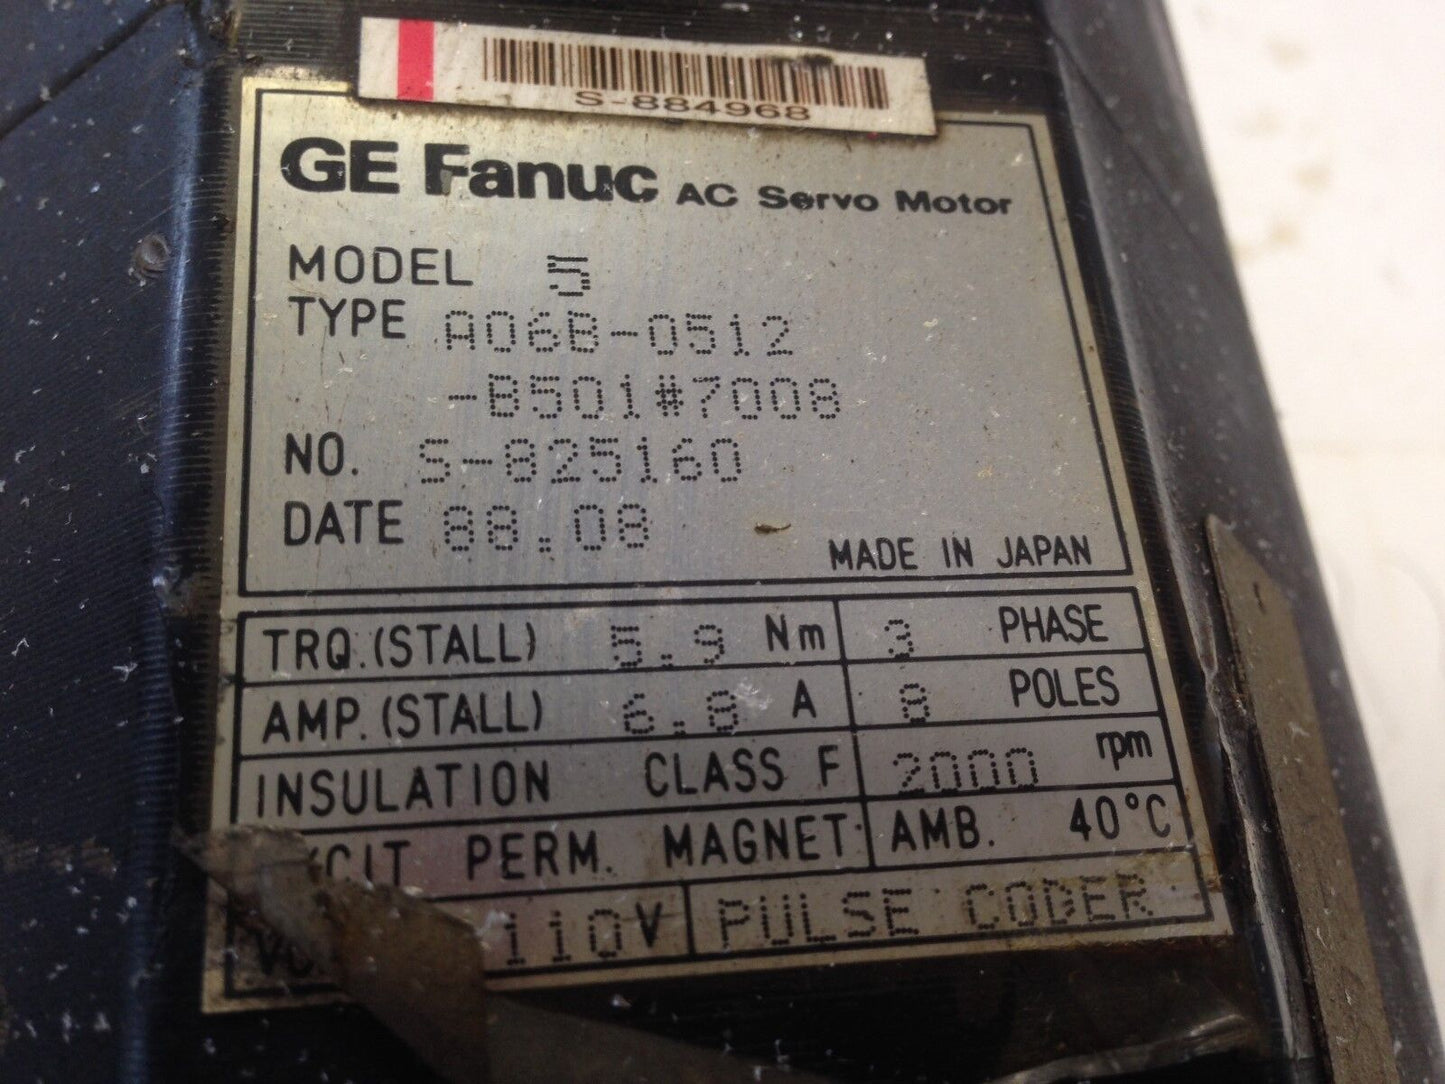 S-884968
GE Fanuc AC Servo Motor
MODEL 5
TYPE A06B-0512
-B501#7008
NO. S-825160
DATE 88.08
MADE IN JAPAN
TRQ.(STALL) 5.9 Nm 3 PHASE
AMP.(STALL) 6.8 A 8 POLES
INSULATION CLASS F 2000 rpm
CIT PERM. MAGNET AMB. 40°C
110V PULSE CODER